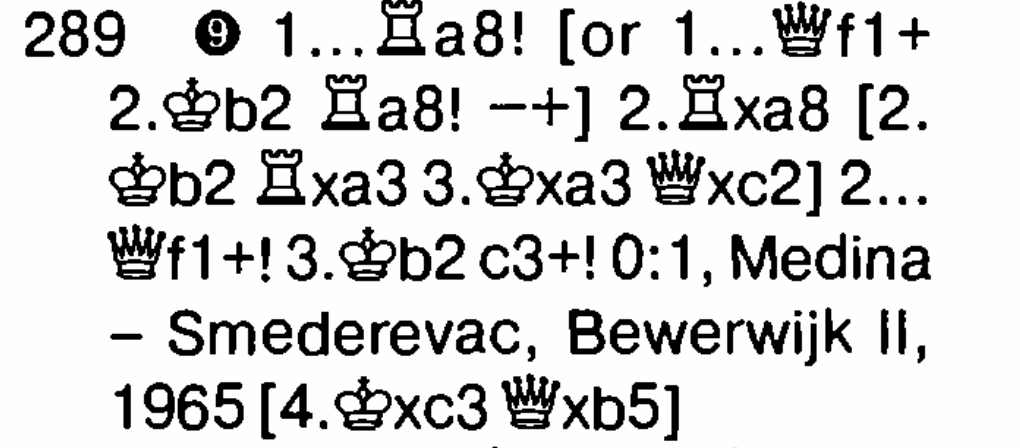 289 ❾ 1...♖a8! [or 1...♕f1+
2.♔b2 ♖a8! −+] 2.♖xa8 [2.
♔b2 ♖xa3 3.♔xa3 ♕xc2] 2...
♕f1+! 3.♔b2 c3+! 0:1, Medina
– Smederevac, Bewerwijk II,
1965 [4.♔xc3 ♕xb5]